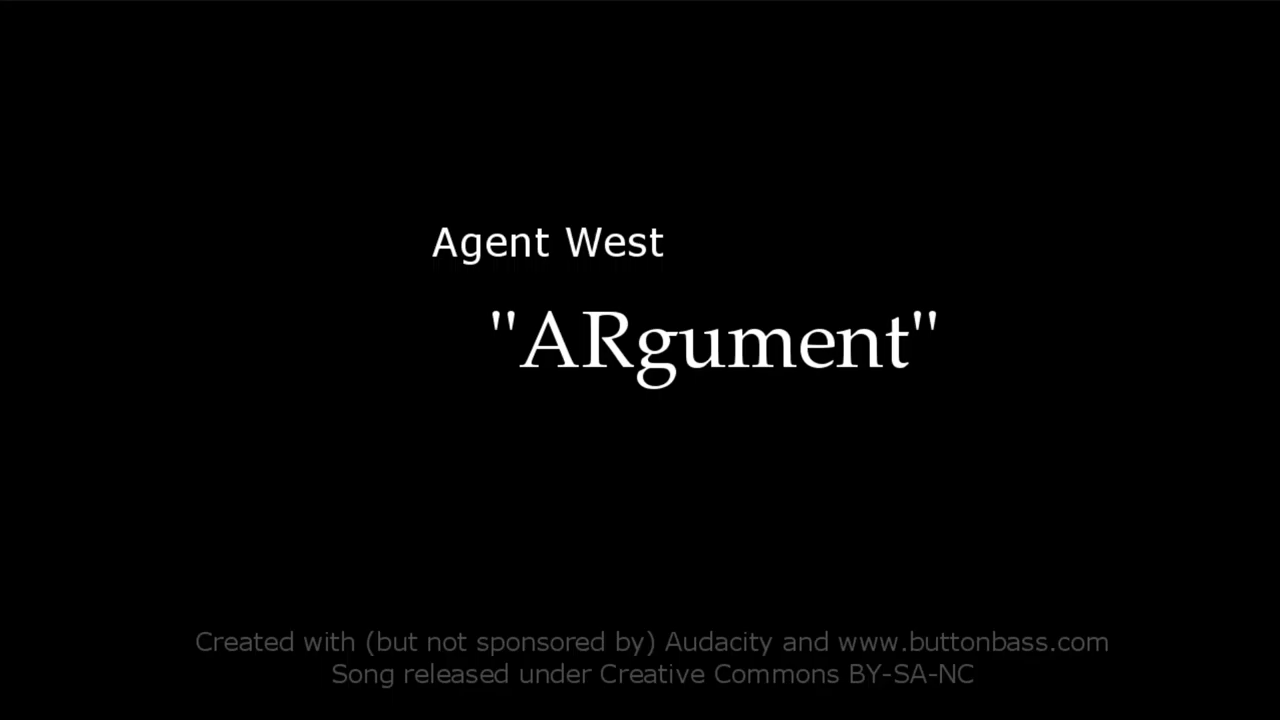 Agent West
"ARgument"
Created with (but not sponsored by) Audacity and www.buttonbass.com
Song released under Creative Commons BY-SA-NC